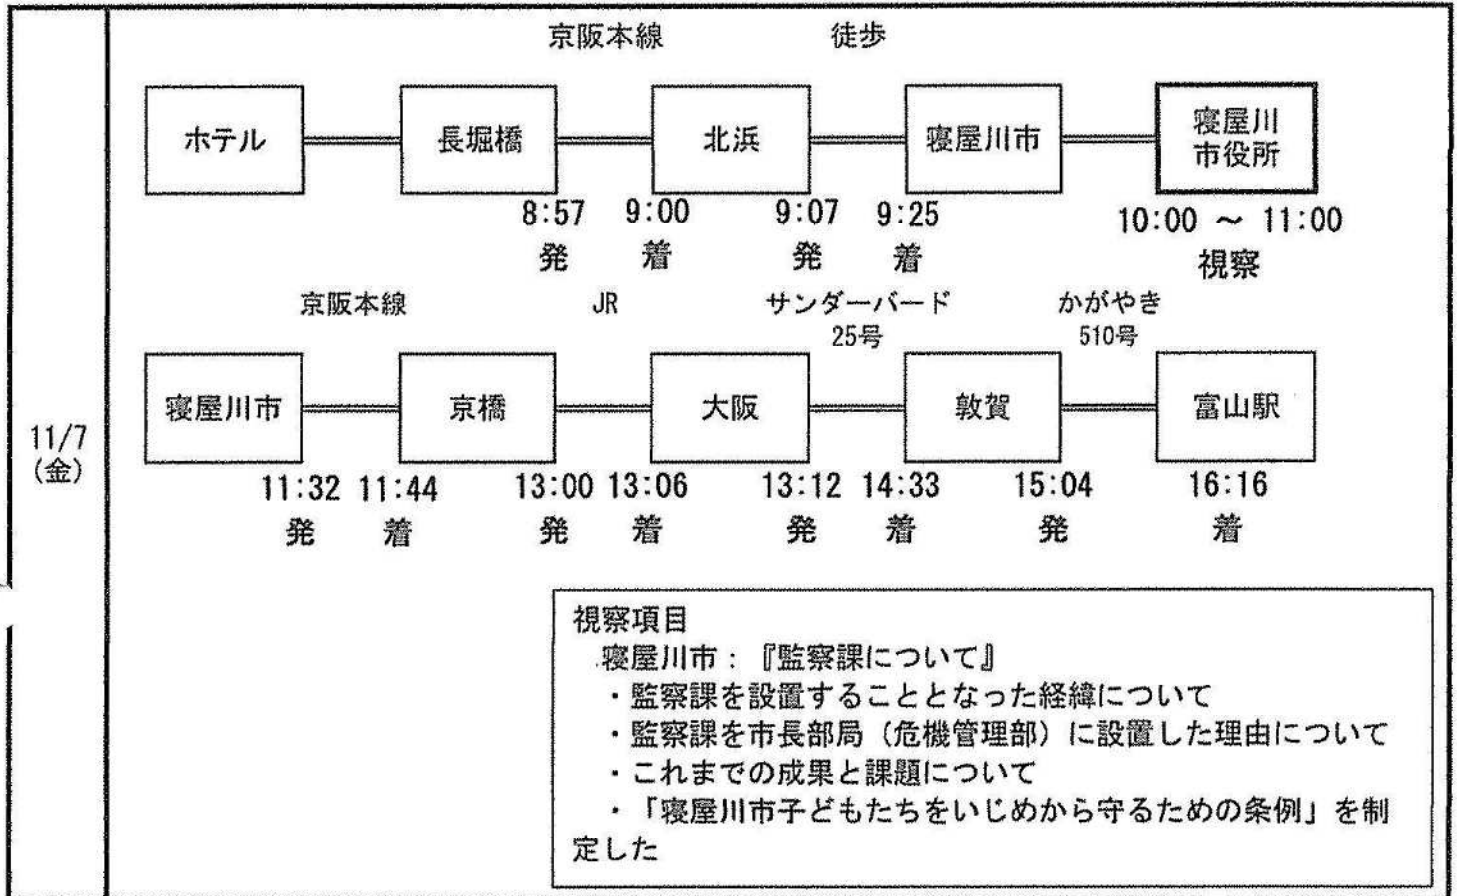 京阪本線 徒歩
ホテル 長堀橋 北浜 寝屋川市 寝屋川
市役所
8:57 9:00 9:07 9:25 10:00 ～ 11:00
発 着 発 着 視察
京阪本線 JR サンダーバード かがやき
25号 510号
寝屋川市 京橋 大阪 敦賀 富山駅
11/7
(金)
11:32 11:44 13:00 13:06 13:12 14:33 15:04 16:16
発 着 発 着 発 着 発 着
視察項目
寝屋川市：『監察課について』
・監察課を設置することとなった経緯について
・監察課を市長部局（危機管理部）に設置した理由について
・これまでの成果と課題について
・「寝屋川市子どもたちをいじめから守るための条例」を制
定した